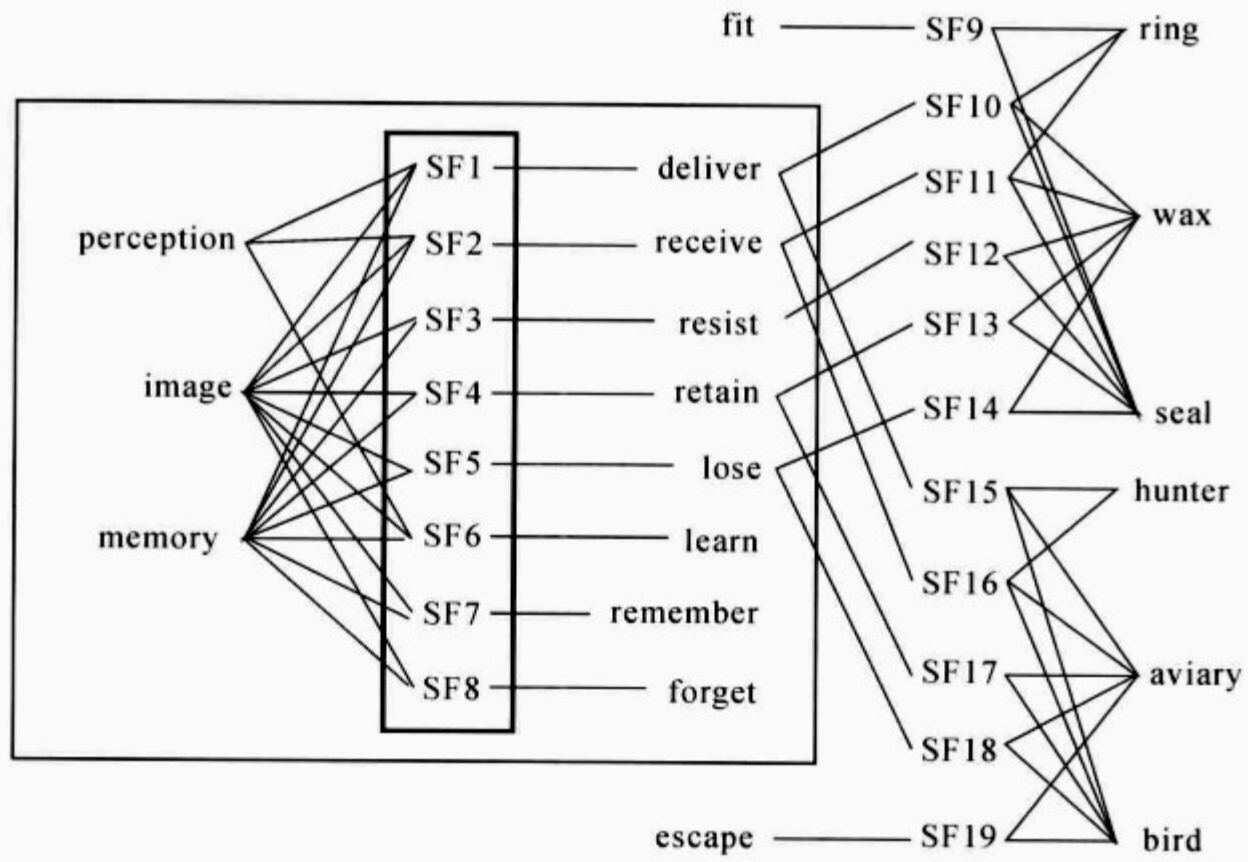 fit SF9 ring
SF10
SF1 deliver
SF11
perception SF2 receive wax
SF12
SF3 resist SF13
image SF4 retain
SF14 seal
SF5 lose
SF15 hunter
memory SF6 learn
SF16
SF7 remember
SF17 aviary
SF8 forget
SF18
escape SF19 bird